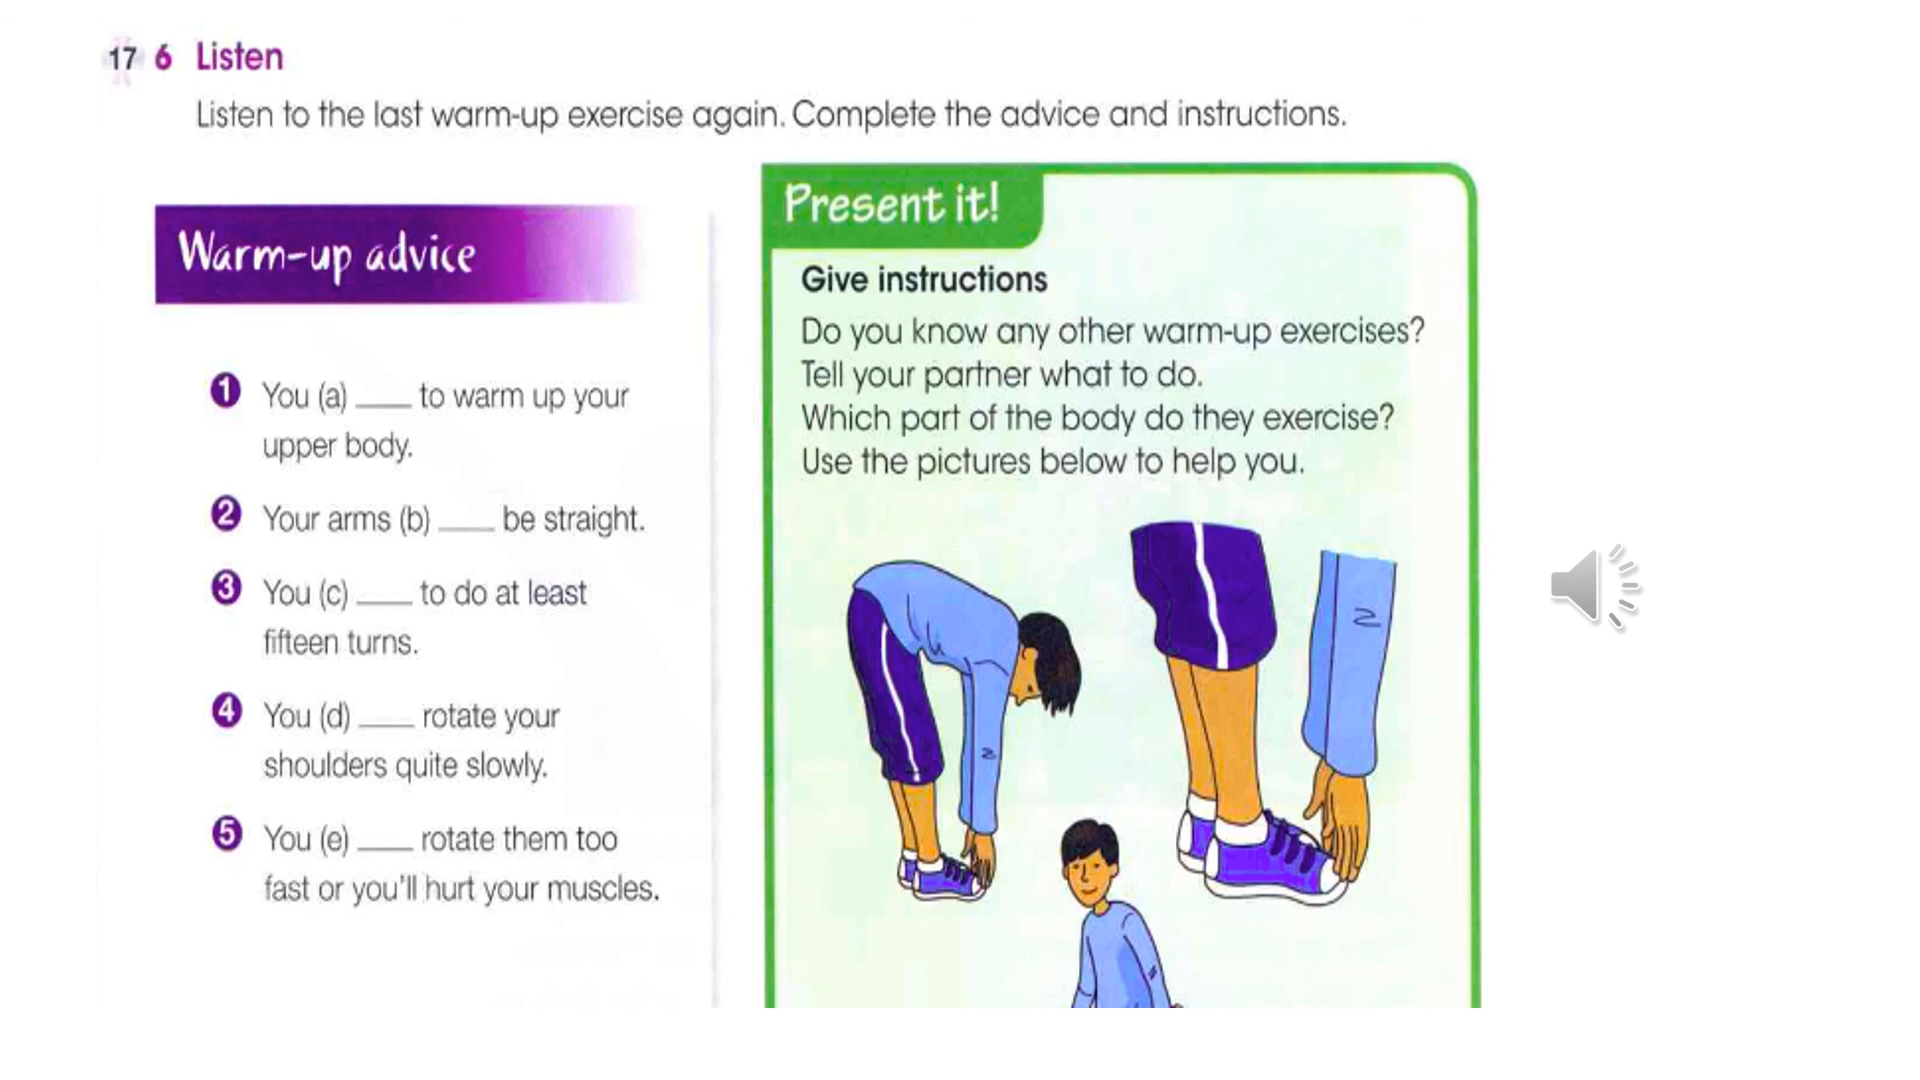 17 6 Listen
Listen to the last warm-up exercise again. Complete the advice and instructions.
Warm-up advice
1 You (a) ____ to warm up your
upper body.
2 Your arms (b) ____ be straight.
3 You (c) ____ to do at least
fifteen turns.
4 You (d) ____ rotate your
shoulders quite slowly.
5 You (e) ____ rotate them too
fast or you'll hurt your muscles.
Present it!
Give instructions
Do you know any other warm-up exercises?
Tell your partner what to do.
Which part of the body do they exercise?
Use the pictures below to help you.